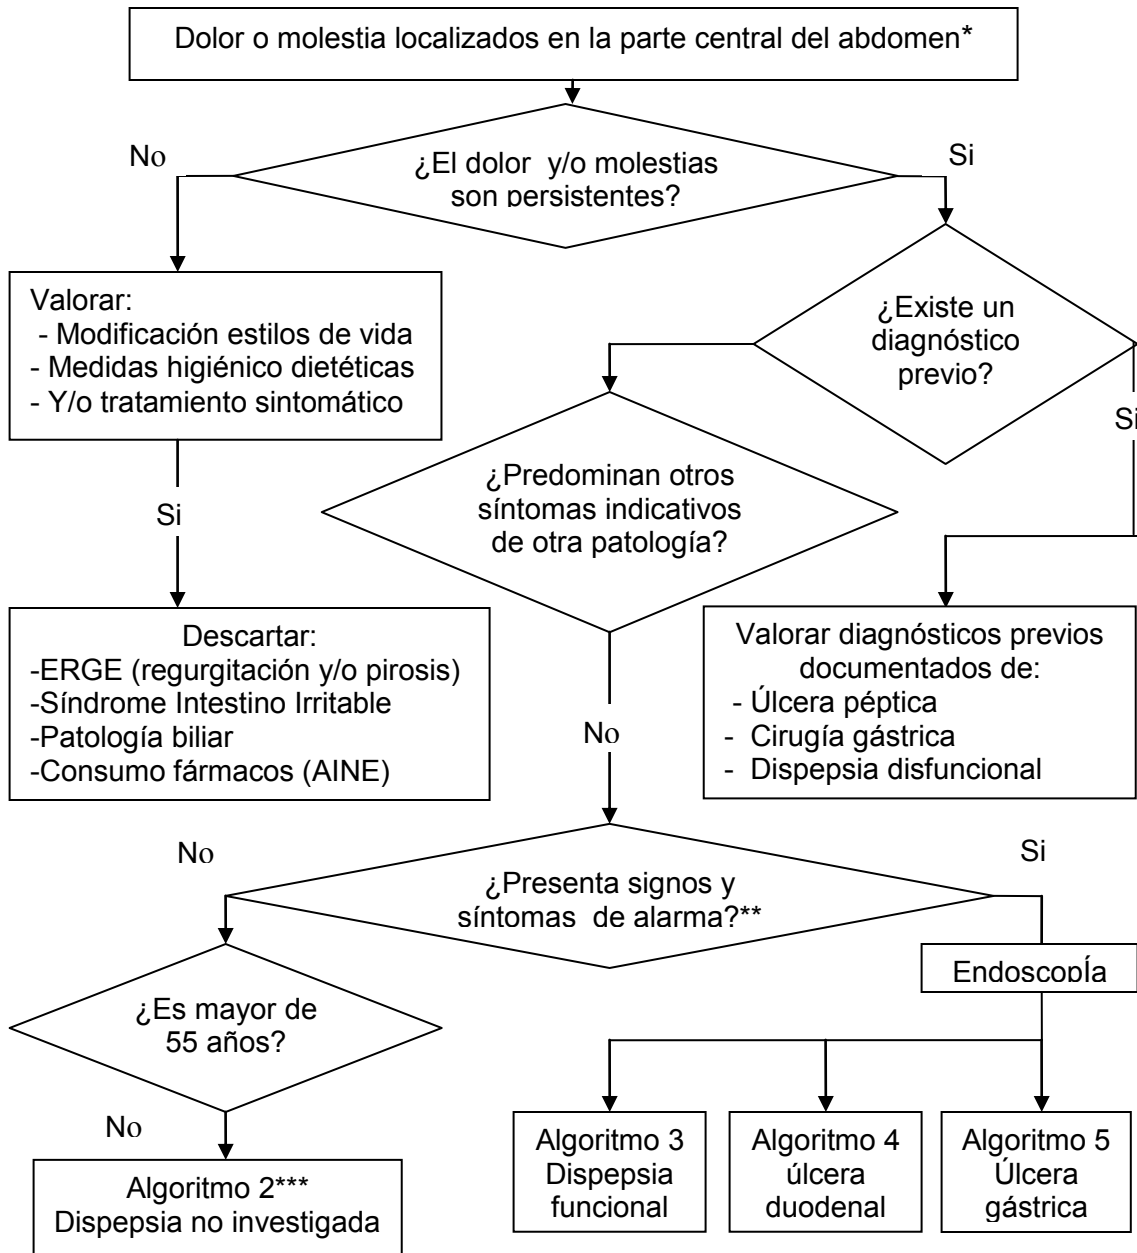 Dolor o molestia localizados en la parte central del abdomen*
No
Si
¿El dolor y/o molestias
son persistentes?
Valorar:
- Modificación estilos de vida
- Medidas higiénico dietéticas
- Y/o tratamiento sintomático
¿Existe un
diagnóstico
previo?
Si
¿Predominan otros
síntomas indicativos
de otra patología?
Si
Descartar:
-ERGE (regurgitación y/o pirosis)
-Síndrome Intestino Irritable
-Patología biliar
-Consumo fármacos (AINE)
Valorar diagnósticos previos
documentados de:
- Úlcera péptica
- Cirugía gástrica
- Dispepsia disfuncional
No
No
Si
¿Presenta signos y
síntomas de alarma?**
Endoscopía
¿Es mayor de
55 años?
No
Algoritmo 2***
Dispepsia no investigada
Algoritmo 3
Dispepsia
funcional
Algoritmo 4
úlcera
duodenal
Algoritmo 5
Úlcera
gástrica